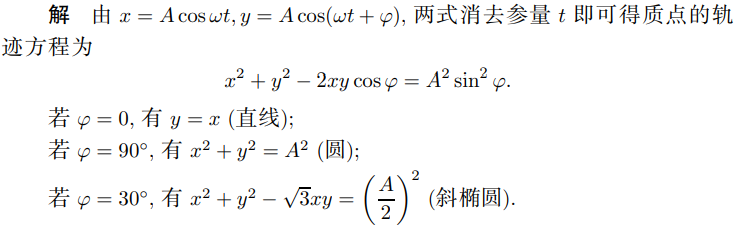 解 由 x = A cos ωt, y = A cos(ωt + φ), 两式消去参量 t 即可得质点的轨
迹方程为
x² + y² − 2xy cos φ = A² sin² φ.
若 φ = 0, 有 y = x (直线);
若 φ = 90°, 有 x² + y² = A² (圆);
若 φ = 30°, 有 x² + y² − √3xy = (A/2)² (斜椭圆).